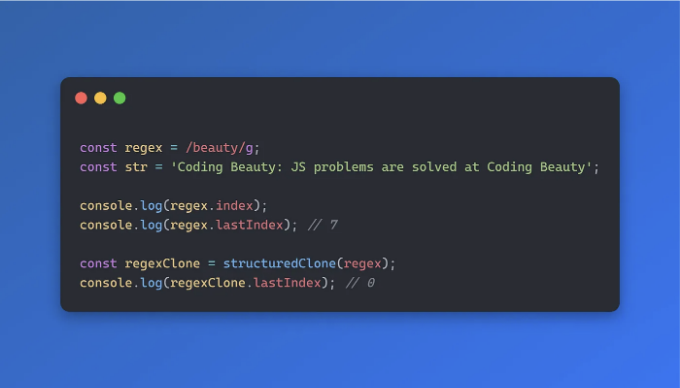 const regex = /beauty/g;
const str = 'Coding Beauty: JS problems are solved at Coding Beauty';
console.log(regex.index);
console.log(regex.lastIndex); // 7
const regexClone = structuredClone(regex);
console.log(regexClone.lastIndex); // 0